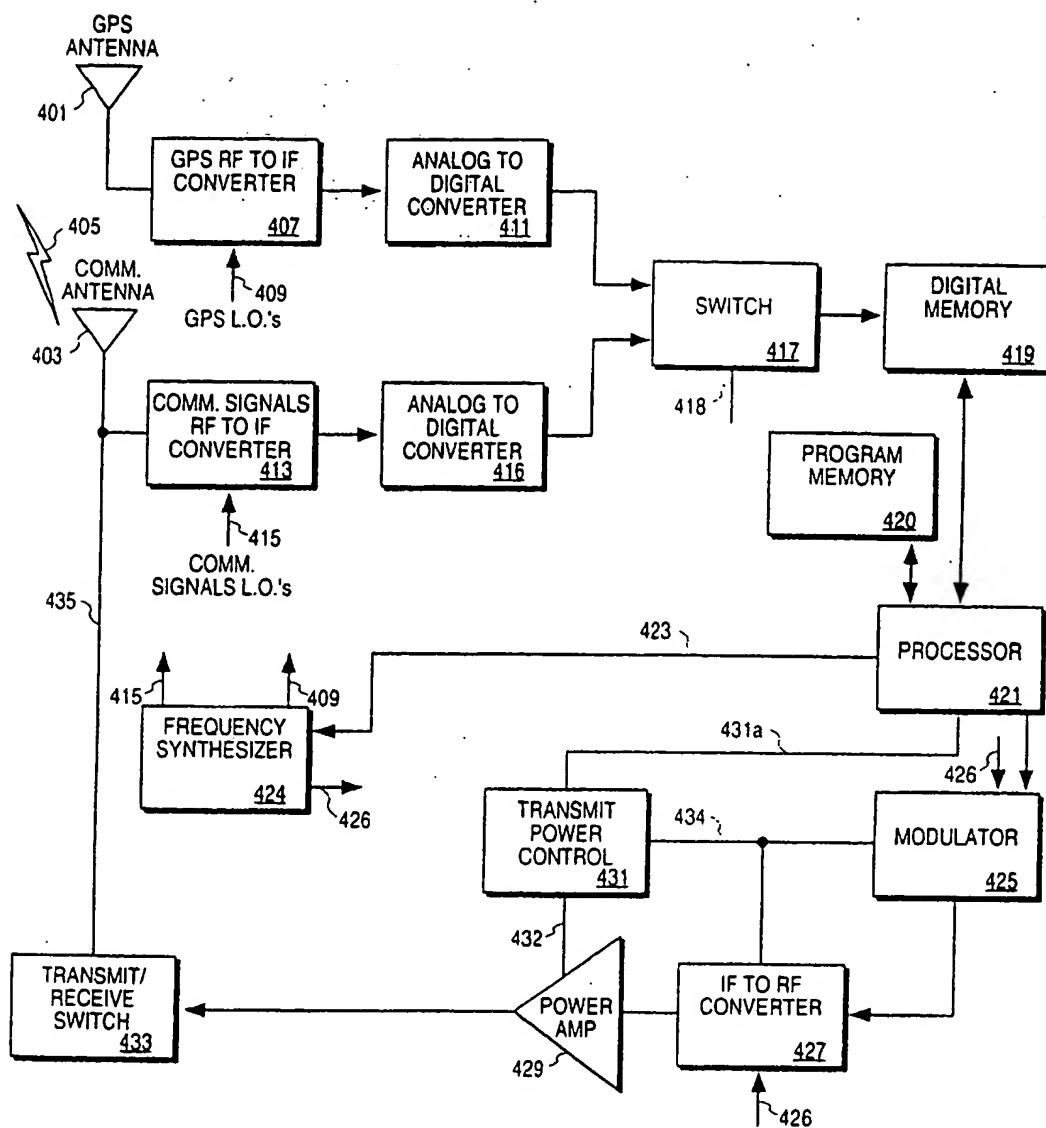 GPS
ANTENNA
401
GPS RF TO IF
CONVERTER
407
ANALOG TO
DIGITAL
CONVERTER
411
405
COMM.
ANTENNA
403
409
GPS L.O.'s
SWITCH
417
418
DIGITAL
MEMORY
419
COMM. SIGNALS
RF TO IF
CONVERTER
413
ANALOG TO
DIGITAL
CONVERTER
416
PROGRAM
MEMORY
420
415
COMM.
SIGNALS L.O.'s
435
423
PROCESSOR
421
415
409
FREQUENCY
SYNTHESIZER
424
426
431a
426
TRANSMIT
POWER
CONTROL
431
434
MODULATOR
425
432
TRANSMIT/
RECEIVE
SWITCH
433
POWER
AMP
429
IF TO RF
CONVERTER
427
426